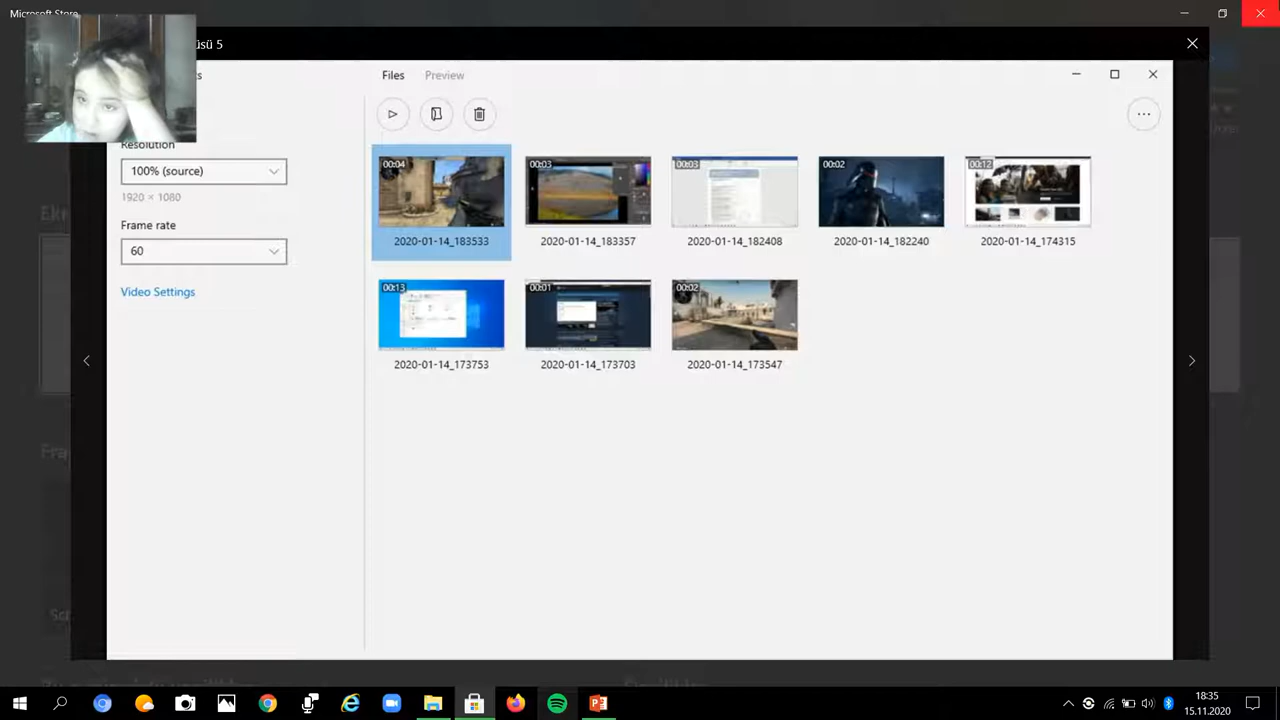 Microsoft Store
üsü 5
Files
Preview
Resolution
100% (source)
1920 × 1080
Frame rate
60
Video Settings
00:04
00:03
00:03
00:02
00:12
2020-01-14_183533
2020-01-14_183357
2020-01-14_182408
2020-01-14_182240
2020-01-14_174315
00:13
00:01
00:02
2020-01-14_173753
2020-01-14_173703
2020-01-14_173547
18:35
15.11.2020